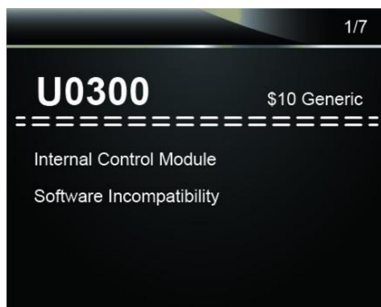 1/7
U0300
$10 Generic
Internal Control Module
Software Incompatibility